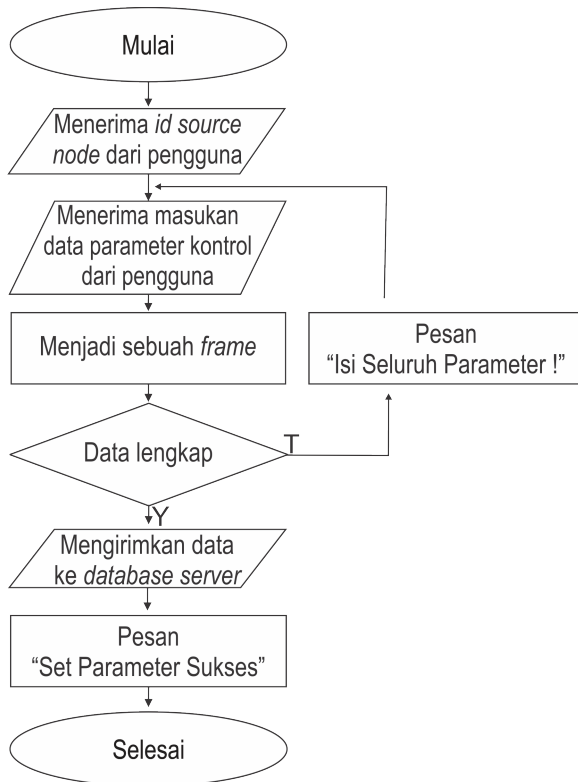 Mulai
Menerima id source
node dari pengguna
Menerima masukan
data parameter kontrol
dari pengguna
Menjadi sebuah frame
Pesan
“Isi Seluruh Parameter !”
Data lengkap
T
Y
Mengirimkan data
ke database server
Pesan
“Set Parameter Sukses”
Selesai